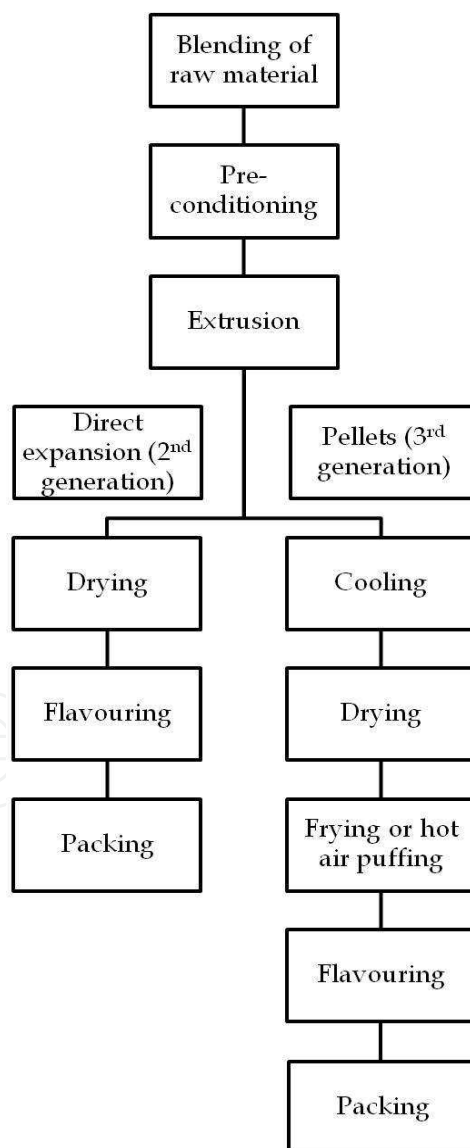 Blending of
raw material
Pre-
conditioning
Extrusion
Direct
expansion (2nd
generation)
Pellets (3rd
generation)
Drying
Flavouring
Packing
Cooling
Drying
Frying or hot
air puffing
Flavouring
Packing